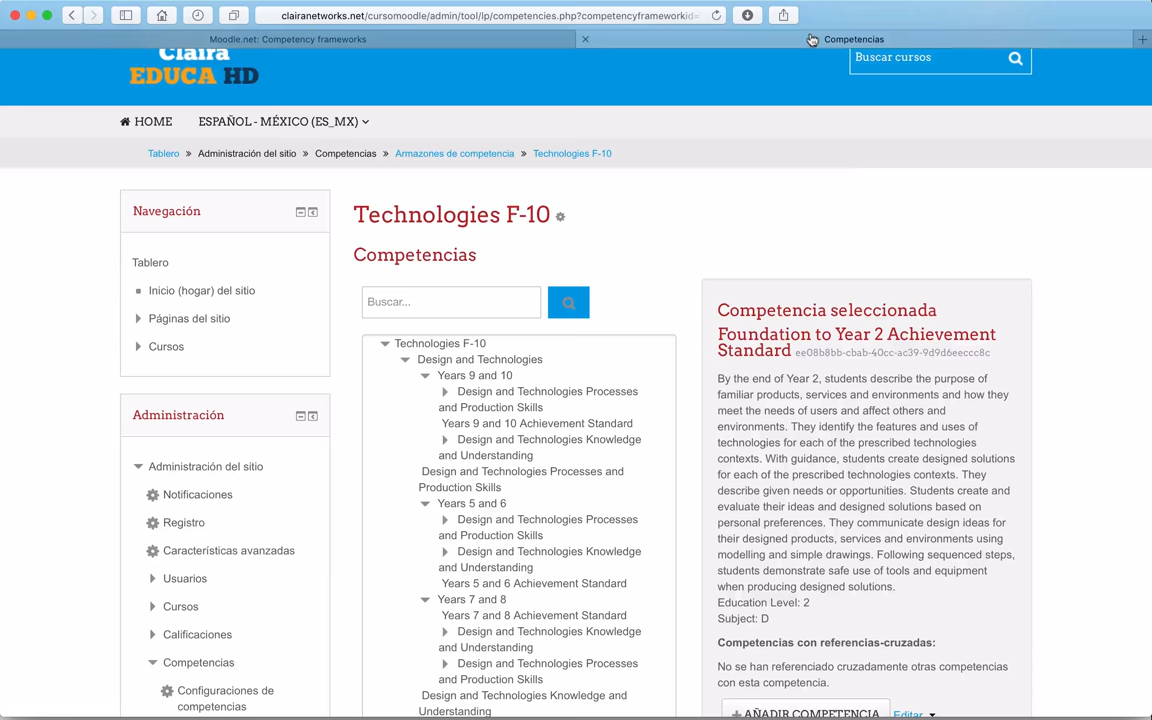 clairanetworks.net/cursomoodle/admin/tool/lp/competencies.php?competencyframeworkid=
Moodle.net: Competency frameworks
Competencies
Claira
EDUCA HD
Buscar cursos
HOME
ESPAÑOL - MÉXICO (ES_MX)
Tablero » Administración del sitio » Competencias » Armazones de competencia » Technologies F-10
Navegación
Tablero
Inicio (hogar) del sitio
Páginas del sitio
Cursos
Administración
Administración del sitio
Notificaciones
Registro
Características avanzadas
Usuarios
Cursos
Calificaciones
Competencias
Configuraciones de
competencias
Technologies F-10
Competencias
Buscar...
Technologies F-10
Design and Technologies
Years 9 and 10
Design and Technologies Processes
and Production Skills
Years 9 and 10 Achievement Standard
Design and Technologies Knowledge
and Understanding
Design and Technologies Processes and
Production Skills
Years 5 and 6
Design and Technologies Processes
and Production Skills
Design and Technologies Knowledge
and Understanding
Years 5 and 6 Achievement Standard
Years 7 and 8
Years 7 and 8 Achievement Standard
Design and Technologies Knowledge
and Understanding
Design and Technologies Processes
and Production Skills
Design and Technologies Knowledge and
Understanding
Competencia seleccionada
Foundation to Year 2 Achievement
Standard ee08b8bb-cbab-40cc-ac39-9d9d6eeccc8c
By the end of Year 2, students describe the purpose of
familiar products, services and environments and how they
meet the needs of users and affect others and
environments. They identify the features and uses of
technologies for each of the prescribed technologies
contexts. With guidance, students create designed solutions
for each of the prescribed technologies contexts. They
describe given needs or opportunities. Students create and
evaluate their ideas and designed solutions based on
personal preferences. They communicate design ideas for
their designed products, services and environments using
modelling and simple drawings. Following sequenced steps,
students demonstrate safe use of tools and equipment
when producing designed solutions.
Education Level: 2
Subject: D
Competencias con referencias-cruzadas:
No se han referenciado cruzadamente otras competencias
con esta competencia.
AÑADIR COMPETENCIA
Editar